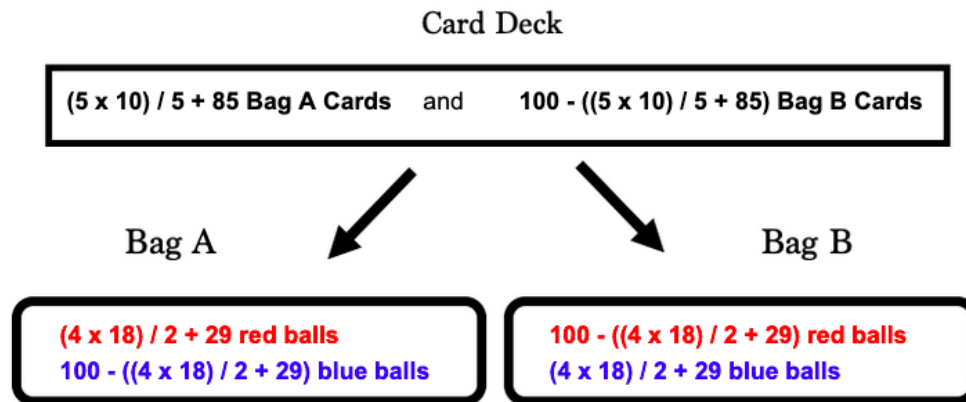 Card Deck
(5 x 10) / 5 + 85 Bag A Cards and 100 - ((5 x 10) / 5 + 85) Bag B Cards
Bag A
Bag B
(4 x 18) / 2 + 29 red balls
100 - ((4 x 18) / 2 + 29) blue balls
100 - ((4 x 18) / 2 + 29) red balls
(4 x 18) / 2 + 29 blue balls